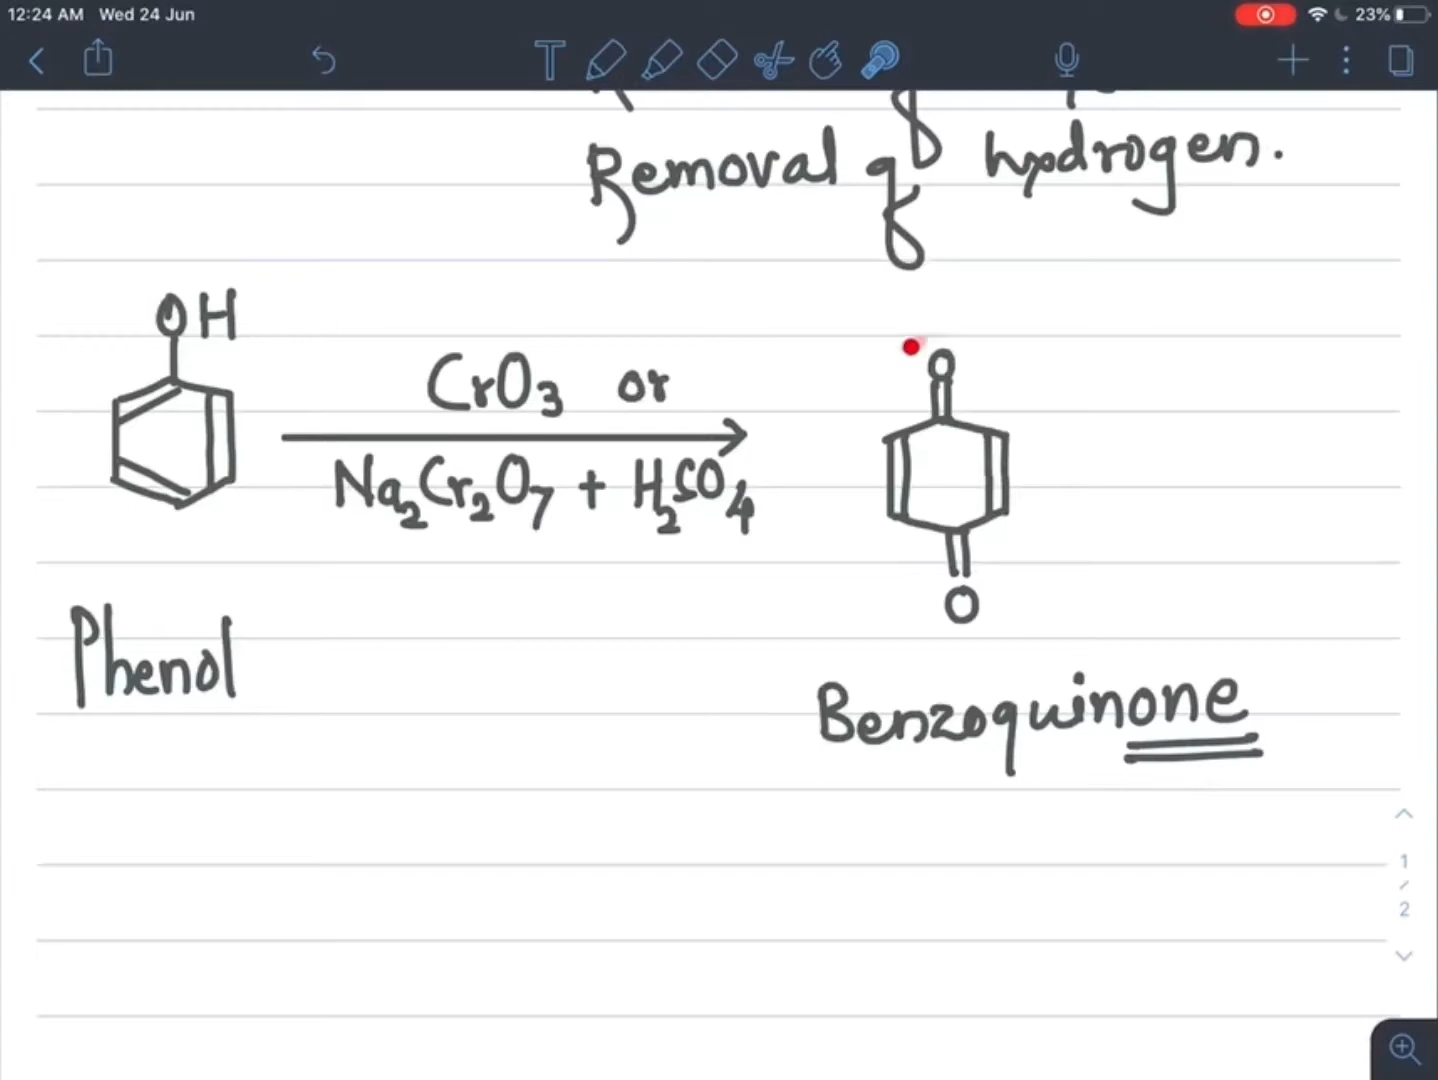 12:24 AM Wed 24 Jun
23%
T
Removal of hydrogen.
OH
CrO3 or
O
Na2Cr2O7 + H2SO4
O
Phenol
Benzoquinone
1
/
2